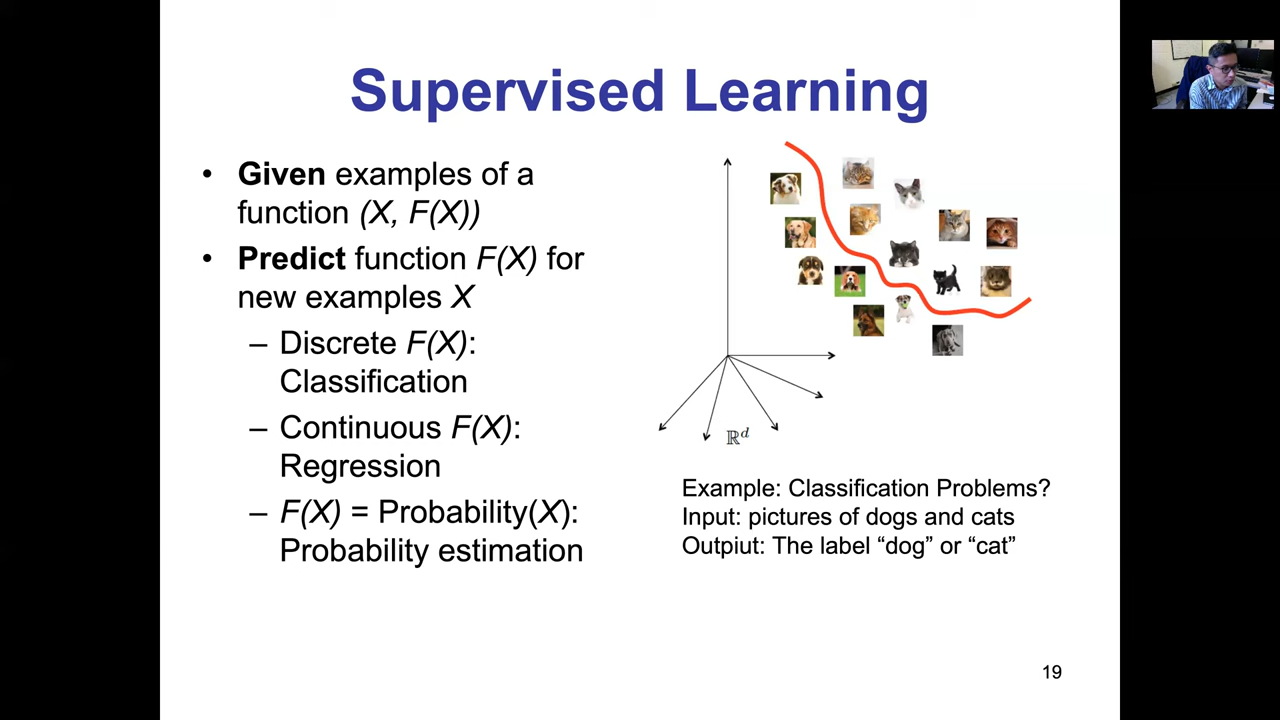 Supervised Learning
• Given examples of a
function (X, F(X))
• Predict function F(X) for
new examples X
– Discrete F(X):
Classification
– Continuous F(X):
Regression
– F(X) = Probability(X):
Probability estimation
ℝᵈ
Example: Classification Problems?
Input: pictures of dogs and cats
Outpiut: The label “dog” or “cat”
19